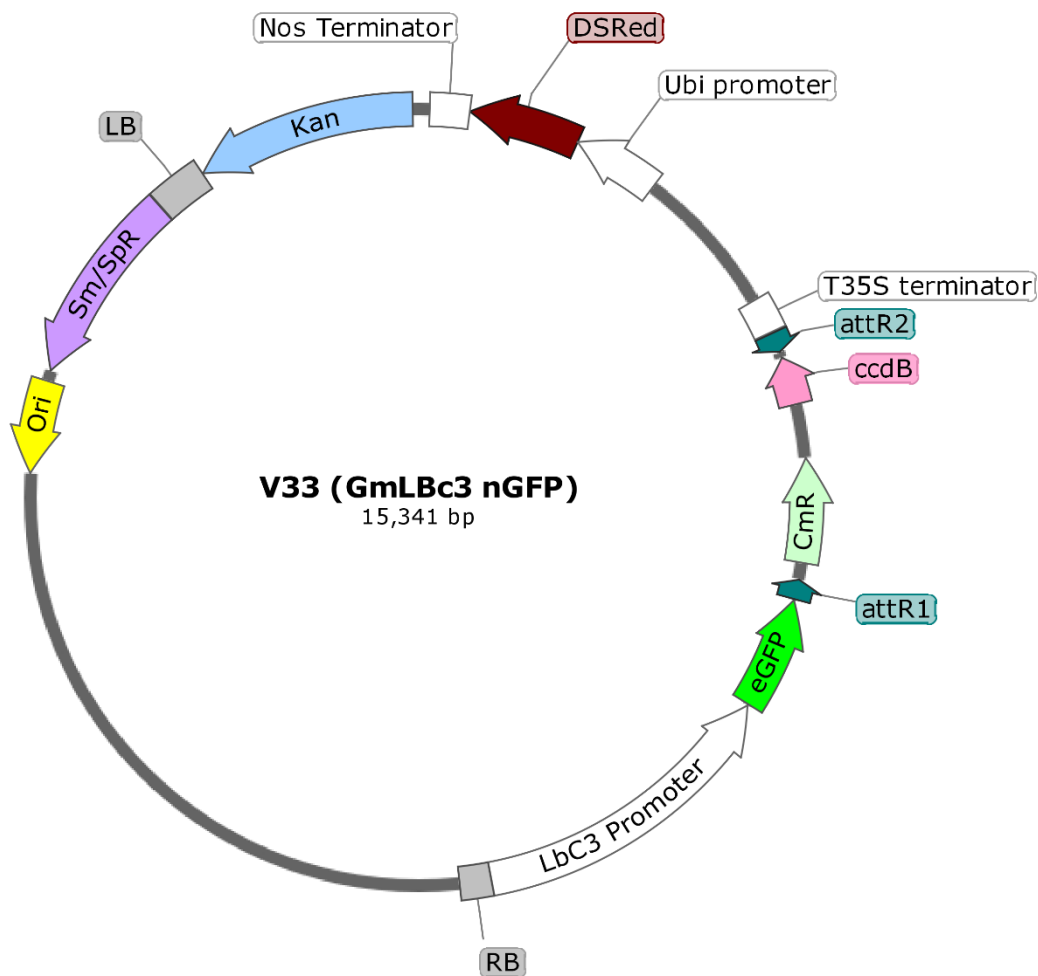 Nos Terminator
DSRed
Ubi promoter
Kan
LB
Sm/SpR
T35S terminator
attR2
ccdB
Ori
V33 (GmLBc3 nGFP)
15,341 bp
CmR
attR1
eGFP
LbC3 Promoter
RB